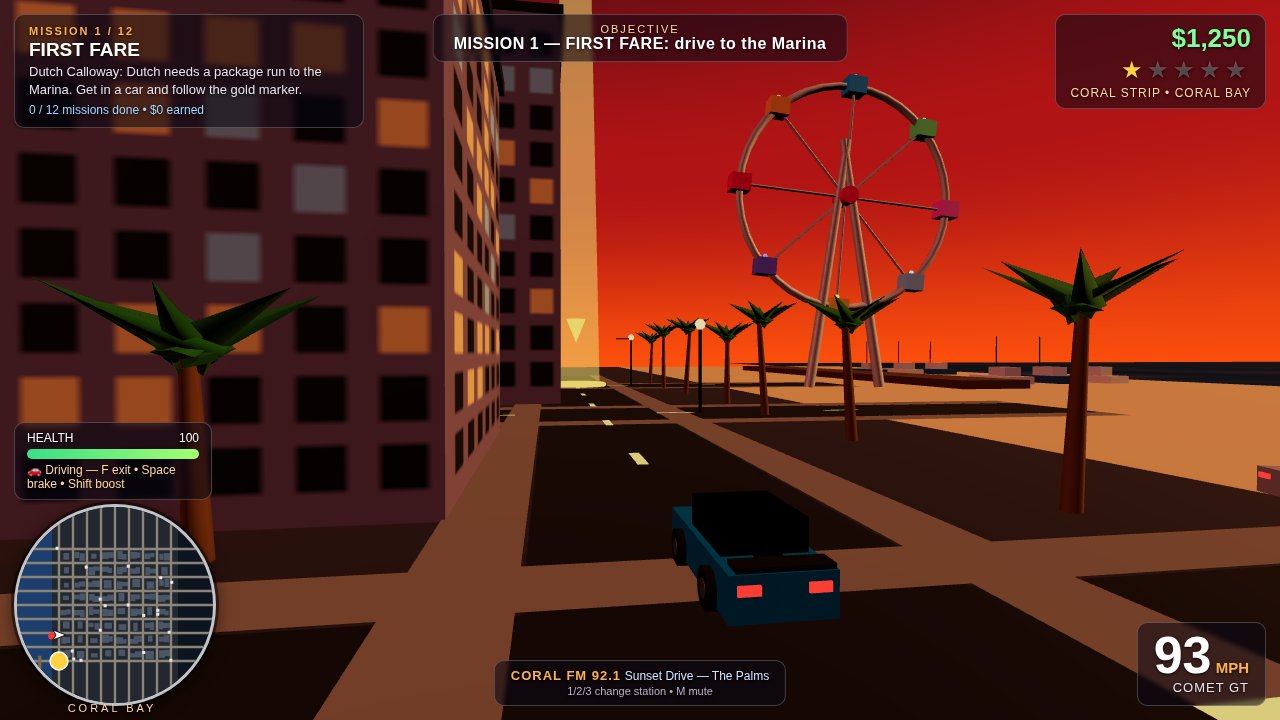 MISSION 1 / 12
FIRST FARE
Dutch Calloway: Dutch needs a package run to the
Marina. Get in a car and follow the gold marker.
0 / 12 missions done • $0 earned
OBJECTIVE
MISSION 1 — FIRST FARE: drive to the Marina
$1,250
★ ★ ★ ★ ★
CORAL STRIP • CORAL BAY
HEALTH 100
🚗 Driving — F exit • Space
brake • Shift boost
CORAL BAY
CORAL FM 92.1 Sunset Drive — The Palms
1/2/3 change station • M mute
93 MPH
COMET GT